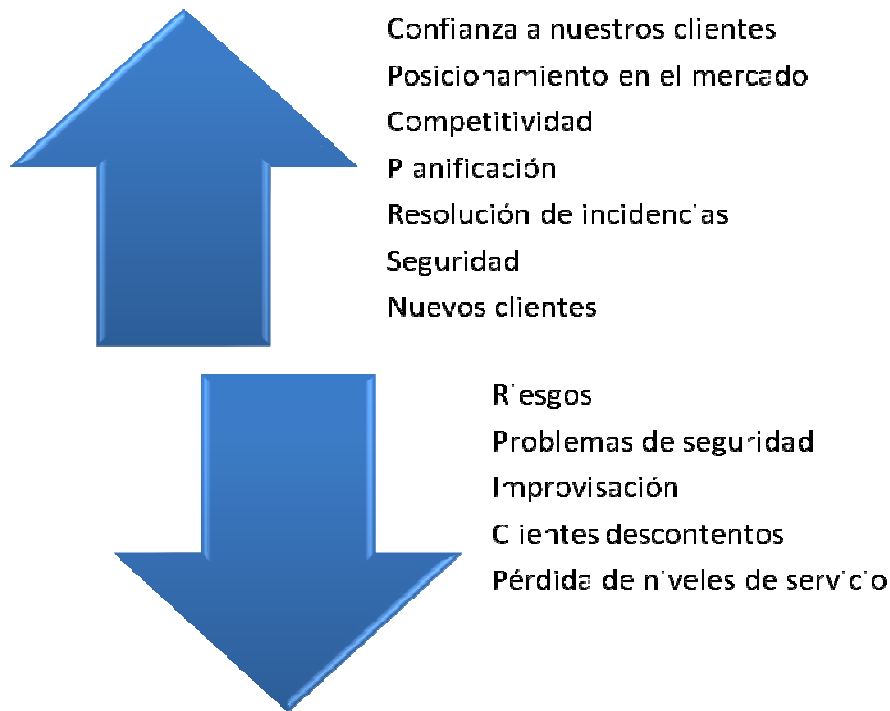 Confianza a nuestros clientes
Posicionamiento en el mercado
Competitividad
Planificación
Resolución de incidencias
Seguridad
Nuevos clientes
Riesgos
Problemas de seguridad
Improvisación
Clientes descontentos
Pérdida de niveles de servicio